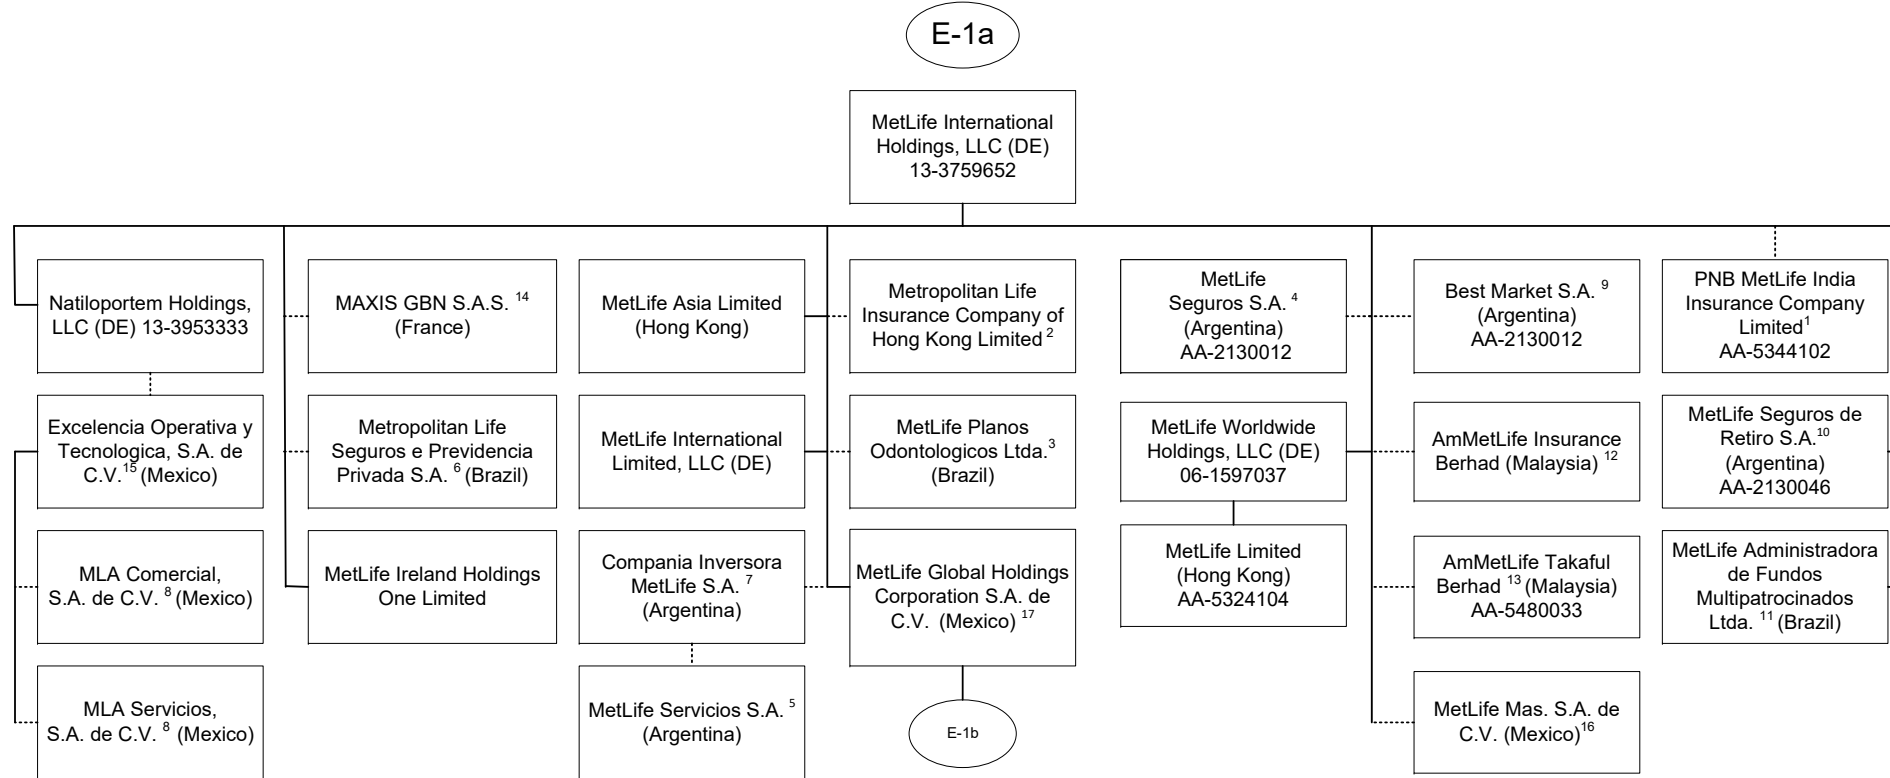 E-1a
MetLife International
Holdings, LLC (DE)
13-3759652
Natiloportem Holdings,
LLC (DE) 13-3953333
MAXIS GBN S.A.S. 14
(France)
MetLife Asia Limited
(Hong Kong)
Metropolitan Life
Insurance Company of
Hong Kong Limited 2
MetLife
Seguros S.A. 4
(Argentina)
AA-2130012
Best Market S.A. 9
(Argentina)
AA-2130012
PNB MetLife India
Insurance Company
Limited1
AA-5344102
Excelencia Operativa y
Tecnologica, S.A. de
C.V.15 (Mexico)
Metropolitan Life
Seguros e Previdencia
Privada S.A. 6 (Brazil)
MetLife International
Limited, LLC (DE)
MetLife Planos
Odontologicos Ltda.3
(Brazil)
MetLife Worldwide
Holdings, LLC (DE)
06-1597037
AmMetLife Insurance
Berhad (Malaysia) 12
MetLife Seguros de
Retiro S.A.10
(Argentina)
AA-2130046
MLA Comercial,
S.A. de C.V. 8 (Mexico)
MetLife Ireland Holdings
One Limited
Compania Inversora
MetLife S.A. 7
(Argentina)
MetLife Global Holdings
Corporation S.A. de
C.V. (Mexico) 17
MetLife Limited
(Hong Kong)
AA-5324104
AmMetLife Takaful
Berhad 13 (Malaysia)
AA-5480033
MetLife Administradora
de Fundos
Multipatrocinados
Ltda. 11 (Brazil)
MLA Servicios,
S.A. de C.V. 8 (Mexico)
MetLife Servicios S.A. 5
(Argentina)
E-1b
MetLife Mas. S.A. de
C.V. (Mexico)16